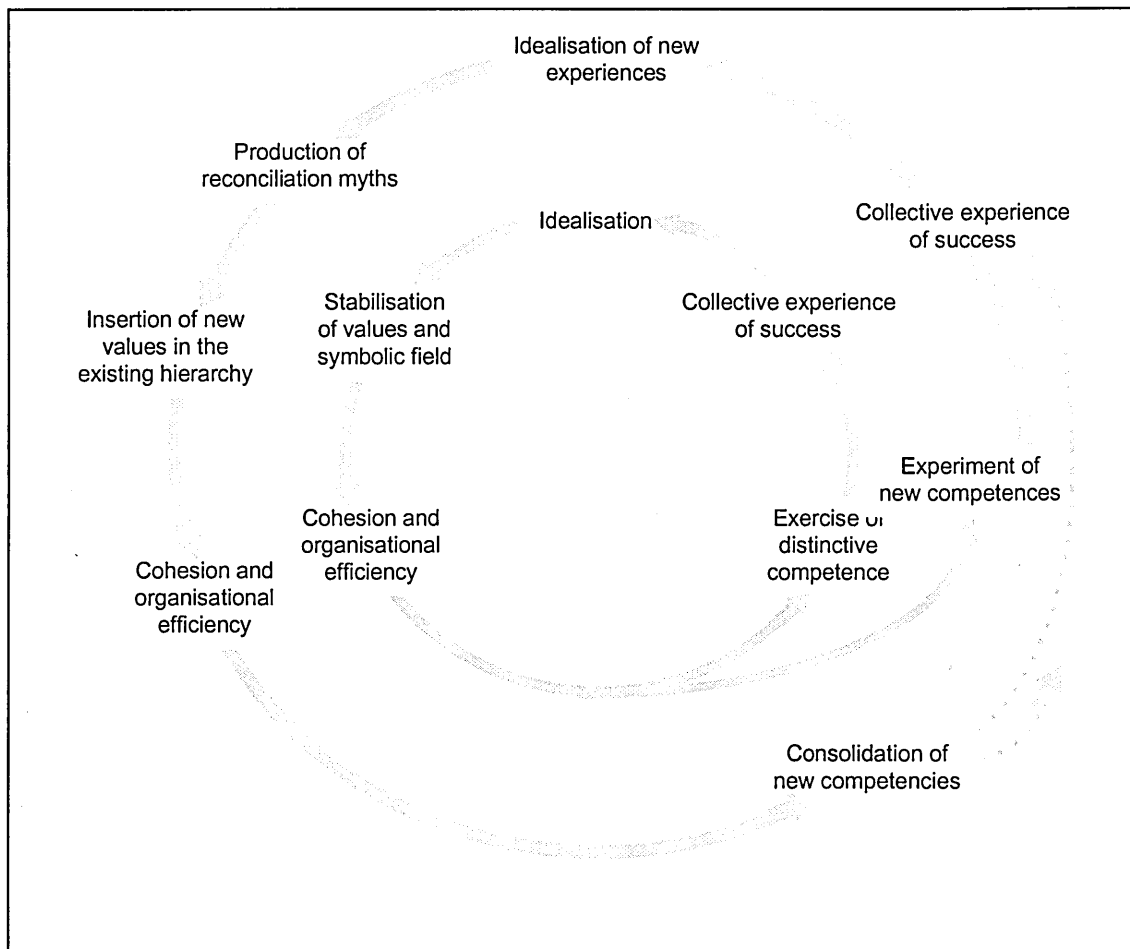 Idealisation of new
experiences
Production of
reconciliation myths
Collective experience
of success
Idealisation
Insertion of new
values in the
existing hierarchy
Stabilisation
of values and
symbolic field
Collective experience
of success
Experiment of
new competences
Cohesion and
organisational
efficiency
Exercise of
distinctive
competence
Cohesion and
organisational
efficiency
Consolidation of
new competencies